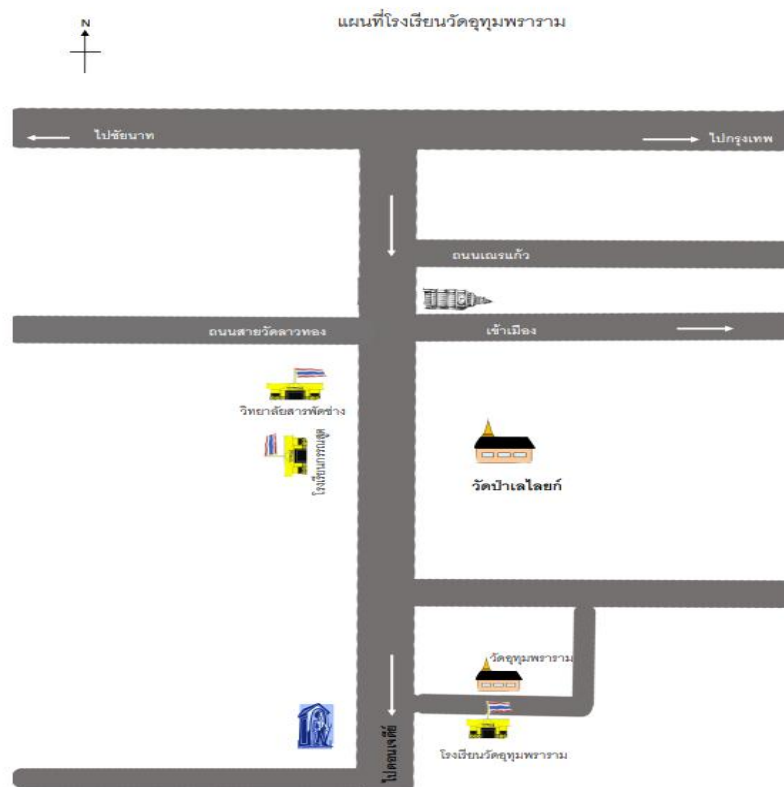 แผนที่โรงเรียนวัดอุทุมพราราม
N
ไปชัยนาท
ไปกรุงเทพ
ถนนเณรแก้ว
ถนนสายวัดลาวทอง
เข้าเมือง
วิทยาลัยสารพัดช่าง
โรงเรียนกรรณสูต
วัดป่าเลไลยก์
วัดอุทุมพราราม
โรงเรียนวัดอุทุมพราราม
ไปดอนเจดีย์